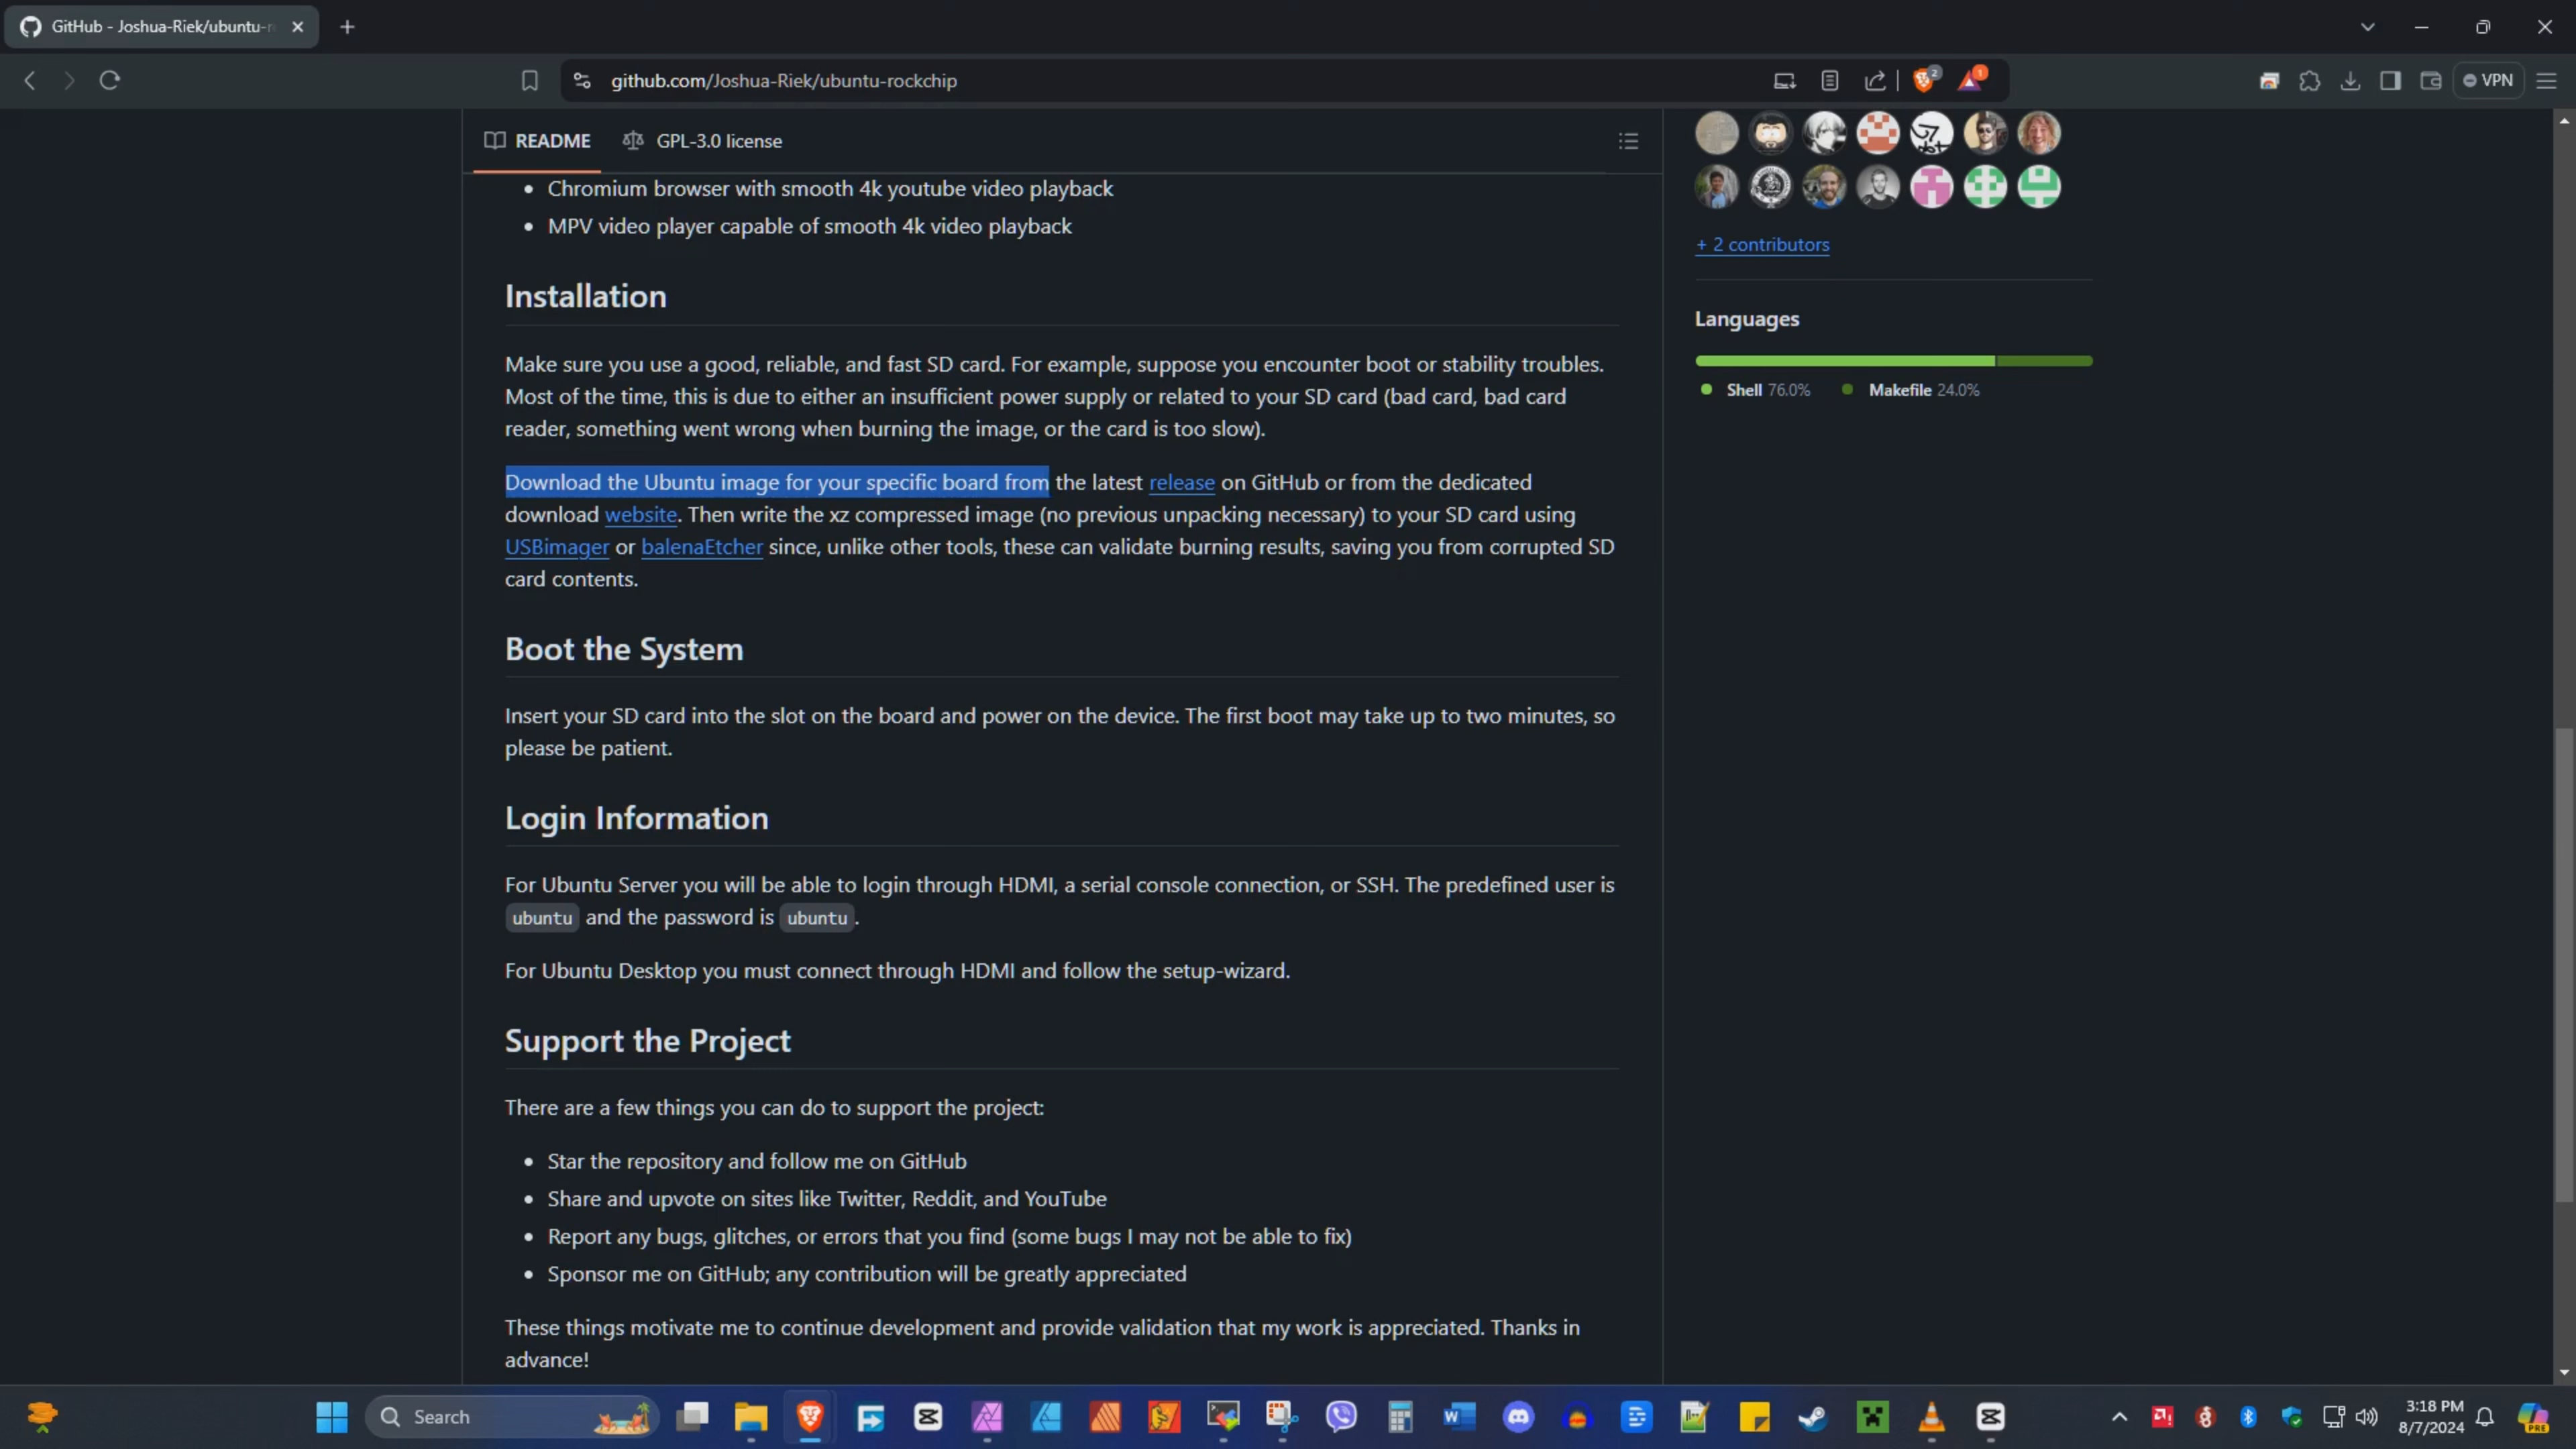 GitHub - Joshua-Riek/ubuntu-r
github.com/Joshua-Riek/ubuntu-rockchip
2
1
VPN
README
GPL-3.0 license
Chromium browser with smooth 4k youtube video playback
MPV video player capable of smooth 4k video playback
Installation
Make sure you use a good, reliable, and fast SD card. For example, suppose you encounter boot or stability troubles.
Most of the time, this is due to either an insufficient power supply or related to your SD card (bad card, bad card
reader, something went wrong when burning the image, or the card is too slow).
Download the Ubuntu image for your specific board from the latest release on GitHub or from the dedicated
download website. Then write the xz compressed image (no previous unpacking necessary) to your SD card using
USBimager or balenaEtcher since, unlike other tools, these can validate burning results, saving you from corrupted SD
card contents.
Boot the System
Insert your SD card into the slot on the board and power on the device. The first boot may take up to two minutes, so
please be patient.
Login Information
For Ubuntu Server you will be able to login through HDMI, a serial console connection, or SSH. The predefined user is
ubuntu and the password is ubuntu.
For Ubuntu Desktop you must connect through HDMI and follow the setup-wizard.
Support the Project
There are a few things you can do to support the project:
Star the repository and follow me on GitHub
Share and upvote on sites like Twitter, Reddit, and YouTube
Report any bugs, glitches, or errors that you find (some bugs I may not be able to fix)
Sponsor me on GitHub; any contribution will be greatly appreciated
These things motivate me to continue development and provide validation that my work is appreciated. Thanks in
advance!
+ 2 contributors
Languages
Shell 76.0% Makefile 24.0%
Search
3:18 PM
8/7/2024
PRE